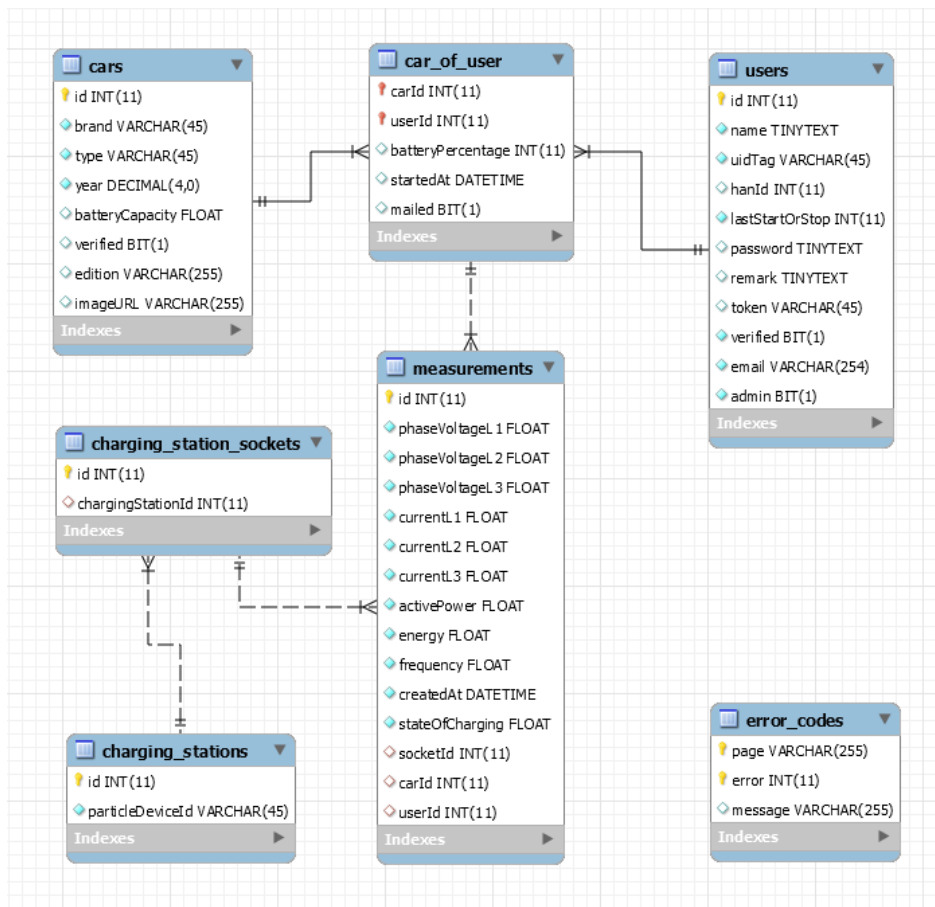 cars
id INT(11)
brand VARCHAR(45)
type VARCHAR(45)
year DECIMAL(4,0)
batteryCapacity FLOAT
verified BIT(1)
edition VARCHAR(255)
imageURL VARCHAR(255)
Indexes
car_of_user
carId INT(11)
userId INT(11)
batteryPercentage INT(11)
startedAt DATETIME
mailed BIT(1)
Indexes
users
id INT(11)
name TINYTEXT
uidTag VARCHAR(45)
hanId INT(11)
lastStartOrStop INT(11)
password TINYTEXT
remark TINYTEXT
token VARCHAR(45)
verified BIT(1)
email VARCHAR(254)
admin BIT(1)
Indexes
measurements
id INT(11)
phaseVoltageL1 FLOAT
phaseVoltageL2 FLOAT
phaseVoltageL3 FLOAT
currentL1 FLOAT
currentL2 FLOAT
currentL3 FLOAT
activePower FLOAT
energy FLOAT
frequency FLOAT
createdAt DATETIME
stateOfCharging FLOAT
socketId INT(11)
carId INT(11)
userId INT(11)
Indexes
charging_station_sockets
id INT(11)
chargingStationId INT(11)
Indexes
charging_stations
id INT(11)
particleDeviceId VARCHAR(45)
Indexes
error_codes
page VARCHAR(255)
error INT(11)
message VARCHAR(255)
Indexes